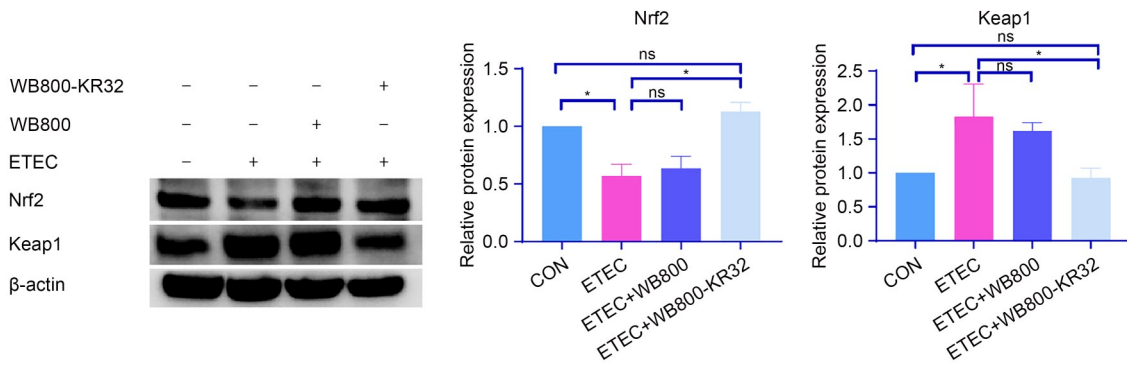 WB800-KR32 – – – +
WB800 – – + –
ETEC – + + +
Nrf2
Keap1
β-actin
Nrf2
ns
*
*
ns
Relative protein expression
1.5
1.0
0.5
0.0
CON
ETEC
ETEC+WB800
ETEC+WB800-KR32
Keap1
ns
*
*
ns
Relative protein expression
2.5
2.0
1.5
1.0
0.5
0.0
CON
ETEC
ETEC+WB800
ETEC+WB800-KR32